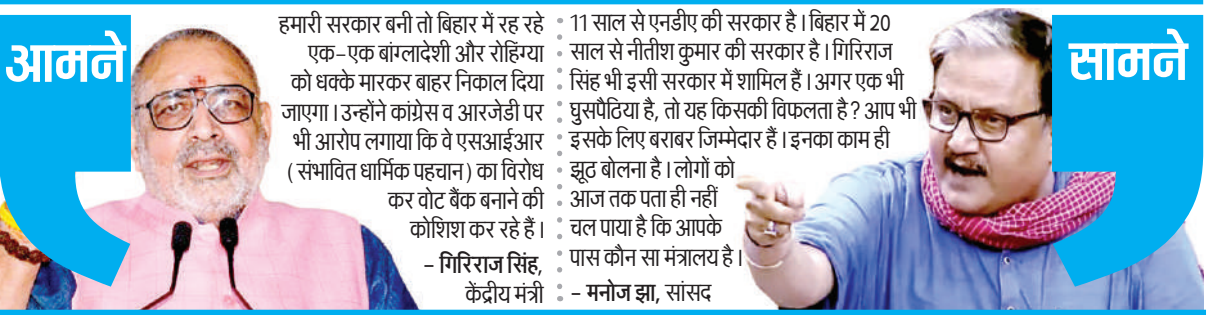 आमने
हमारी सरकार बनी तो बिहार में रह रहे
एक-एक बांग्लादेशी और रोहिंग्या
को धक्के मारकर बाहर निकाल दिया
जाएगा। उन्होंने कांग्रेस व आरजेडी पर
भी आरोप लगाया कि वे एसआईआर
(संभावित धार्मिक पहचान) का विरोध
कर वोट बैंक बनाने की
कोशिश कर रहे हैं।
- गिरिराज सिंह,
केंद्रीय मंत्री
11 साल से एनडीए की सरकार है। बिहार में 20
साल से नीतीश कुमार की सरकार है। गिरिराज
सिंह भी इसी सरकार में शामिल हैं। अगर एक भी
घुसपैठिया है, तो यह किसकी विफलता है? आप भी
इसके लिए बराबर जिम्मेदार हैं। इनका काम ही
झूठ बोलना है। लोगों को
आज तक पता ही नहीं
चल पाया है कि आपके
पास कौन सा मंत्रालय है।
- मनोज झा, सांसद
सामने